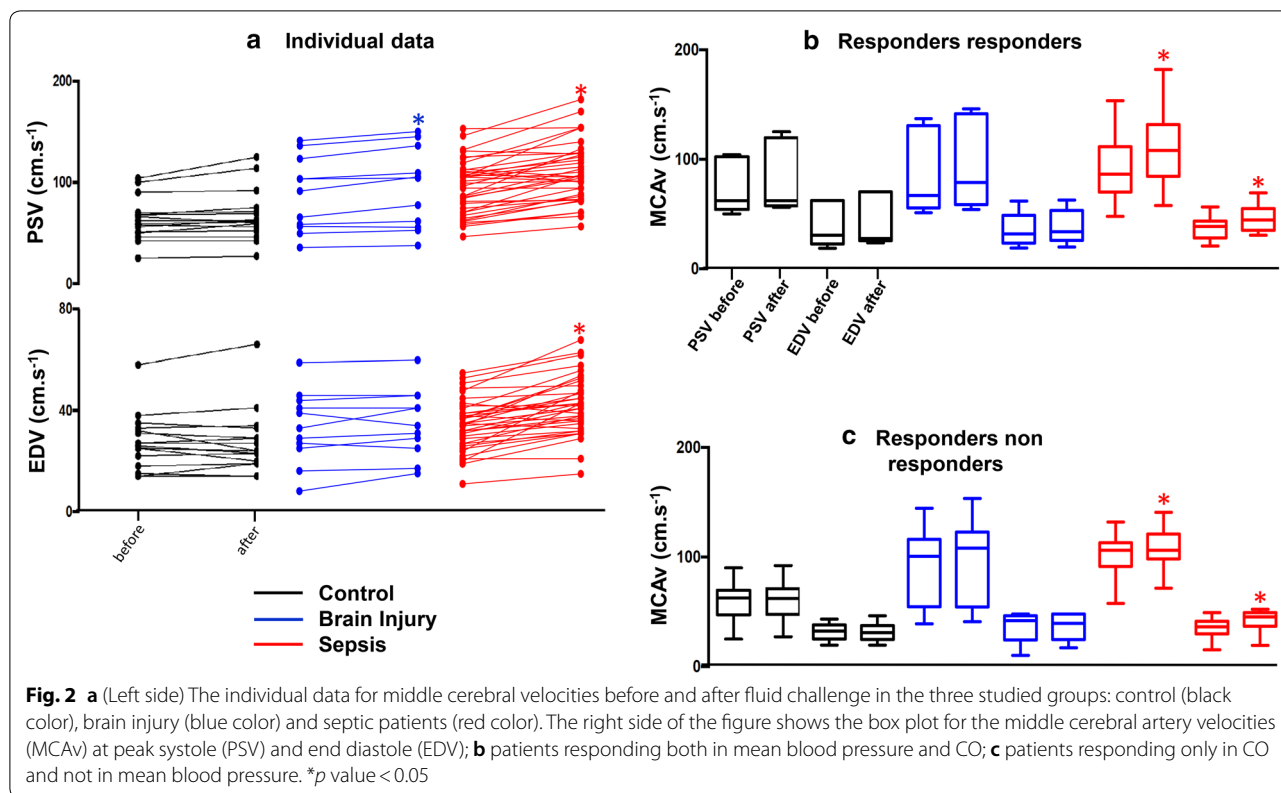 a Individual data
200
*
*
PSV (cm.s-1)
100
0
80
*
EDV (cm.s-1)
40
0
before
after
Control
Brain Injury
Sepsis
b Responders responders
200
*
MCAv (cm.s-1)
100
*
0
PSV before
PSV after
EDV before
EDV after
c Responders non
responders
200
*
MCAv (cm.s-1)
100
*
0
Fig. 2 a (Left side) The individual data for middle cerebral velocities before and after fluid challenge in the three studied groups: control (black
color), brain injury (blue color) and septic patients (red color). The right side of the figure shows the box plot for the middle cerebral artery velocities
(MCAv) at peak systole (PSV) and end diastole (EDV); b patients responding both in mean blood pressure and CO; c patients responding only in CO
and not in mean blood pressure. *p value < 0.05